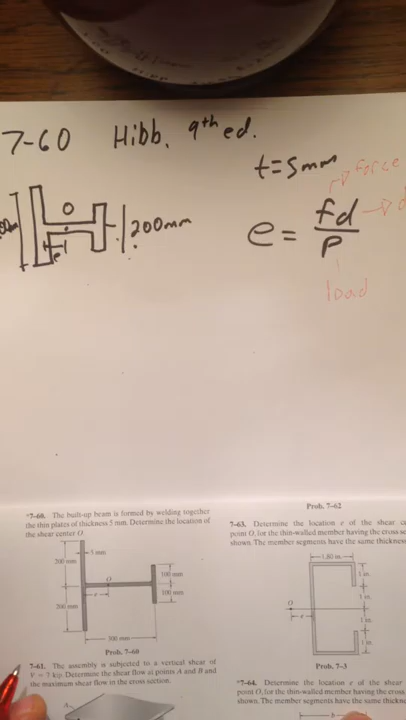 7-60 Hibb. 9th ed.
t=5mm
Force
O
200mm
e
e = fd
P
load
Prob. 7-62
*7-60. The built-up beam is formed by welding together
the thin plates of thickness 5 mm. Determine the location of
the shear center O.
5 mm
200 mm
O
100 mm
e
100 mm
200 mm
300 mm
Prob. 7-60
7-63. Determine the location e of the shear
point O, for the thin-walled member having the cross
shown. The member segments have the same thickness
1.80 in.
1 in.
1 in.
O
e
1 in.
1 in.
Prob. 7-
7-61. The assembly is subjected to a vertical shear of
V = 7 kip. Determine the shear flow at points A and B and
the maximum shear flow in the cross section.
A
*7-64. Determine the location e of the shear
point O, for the thin-walled member having the cross
shown. The member segments have the same thickness
b